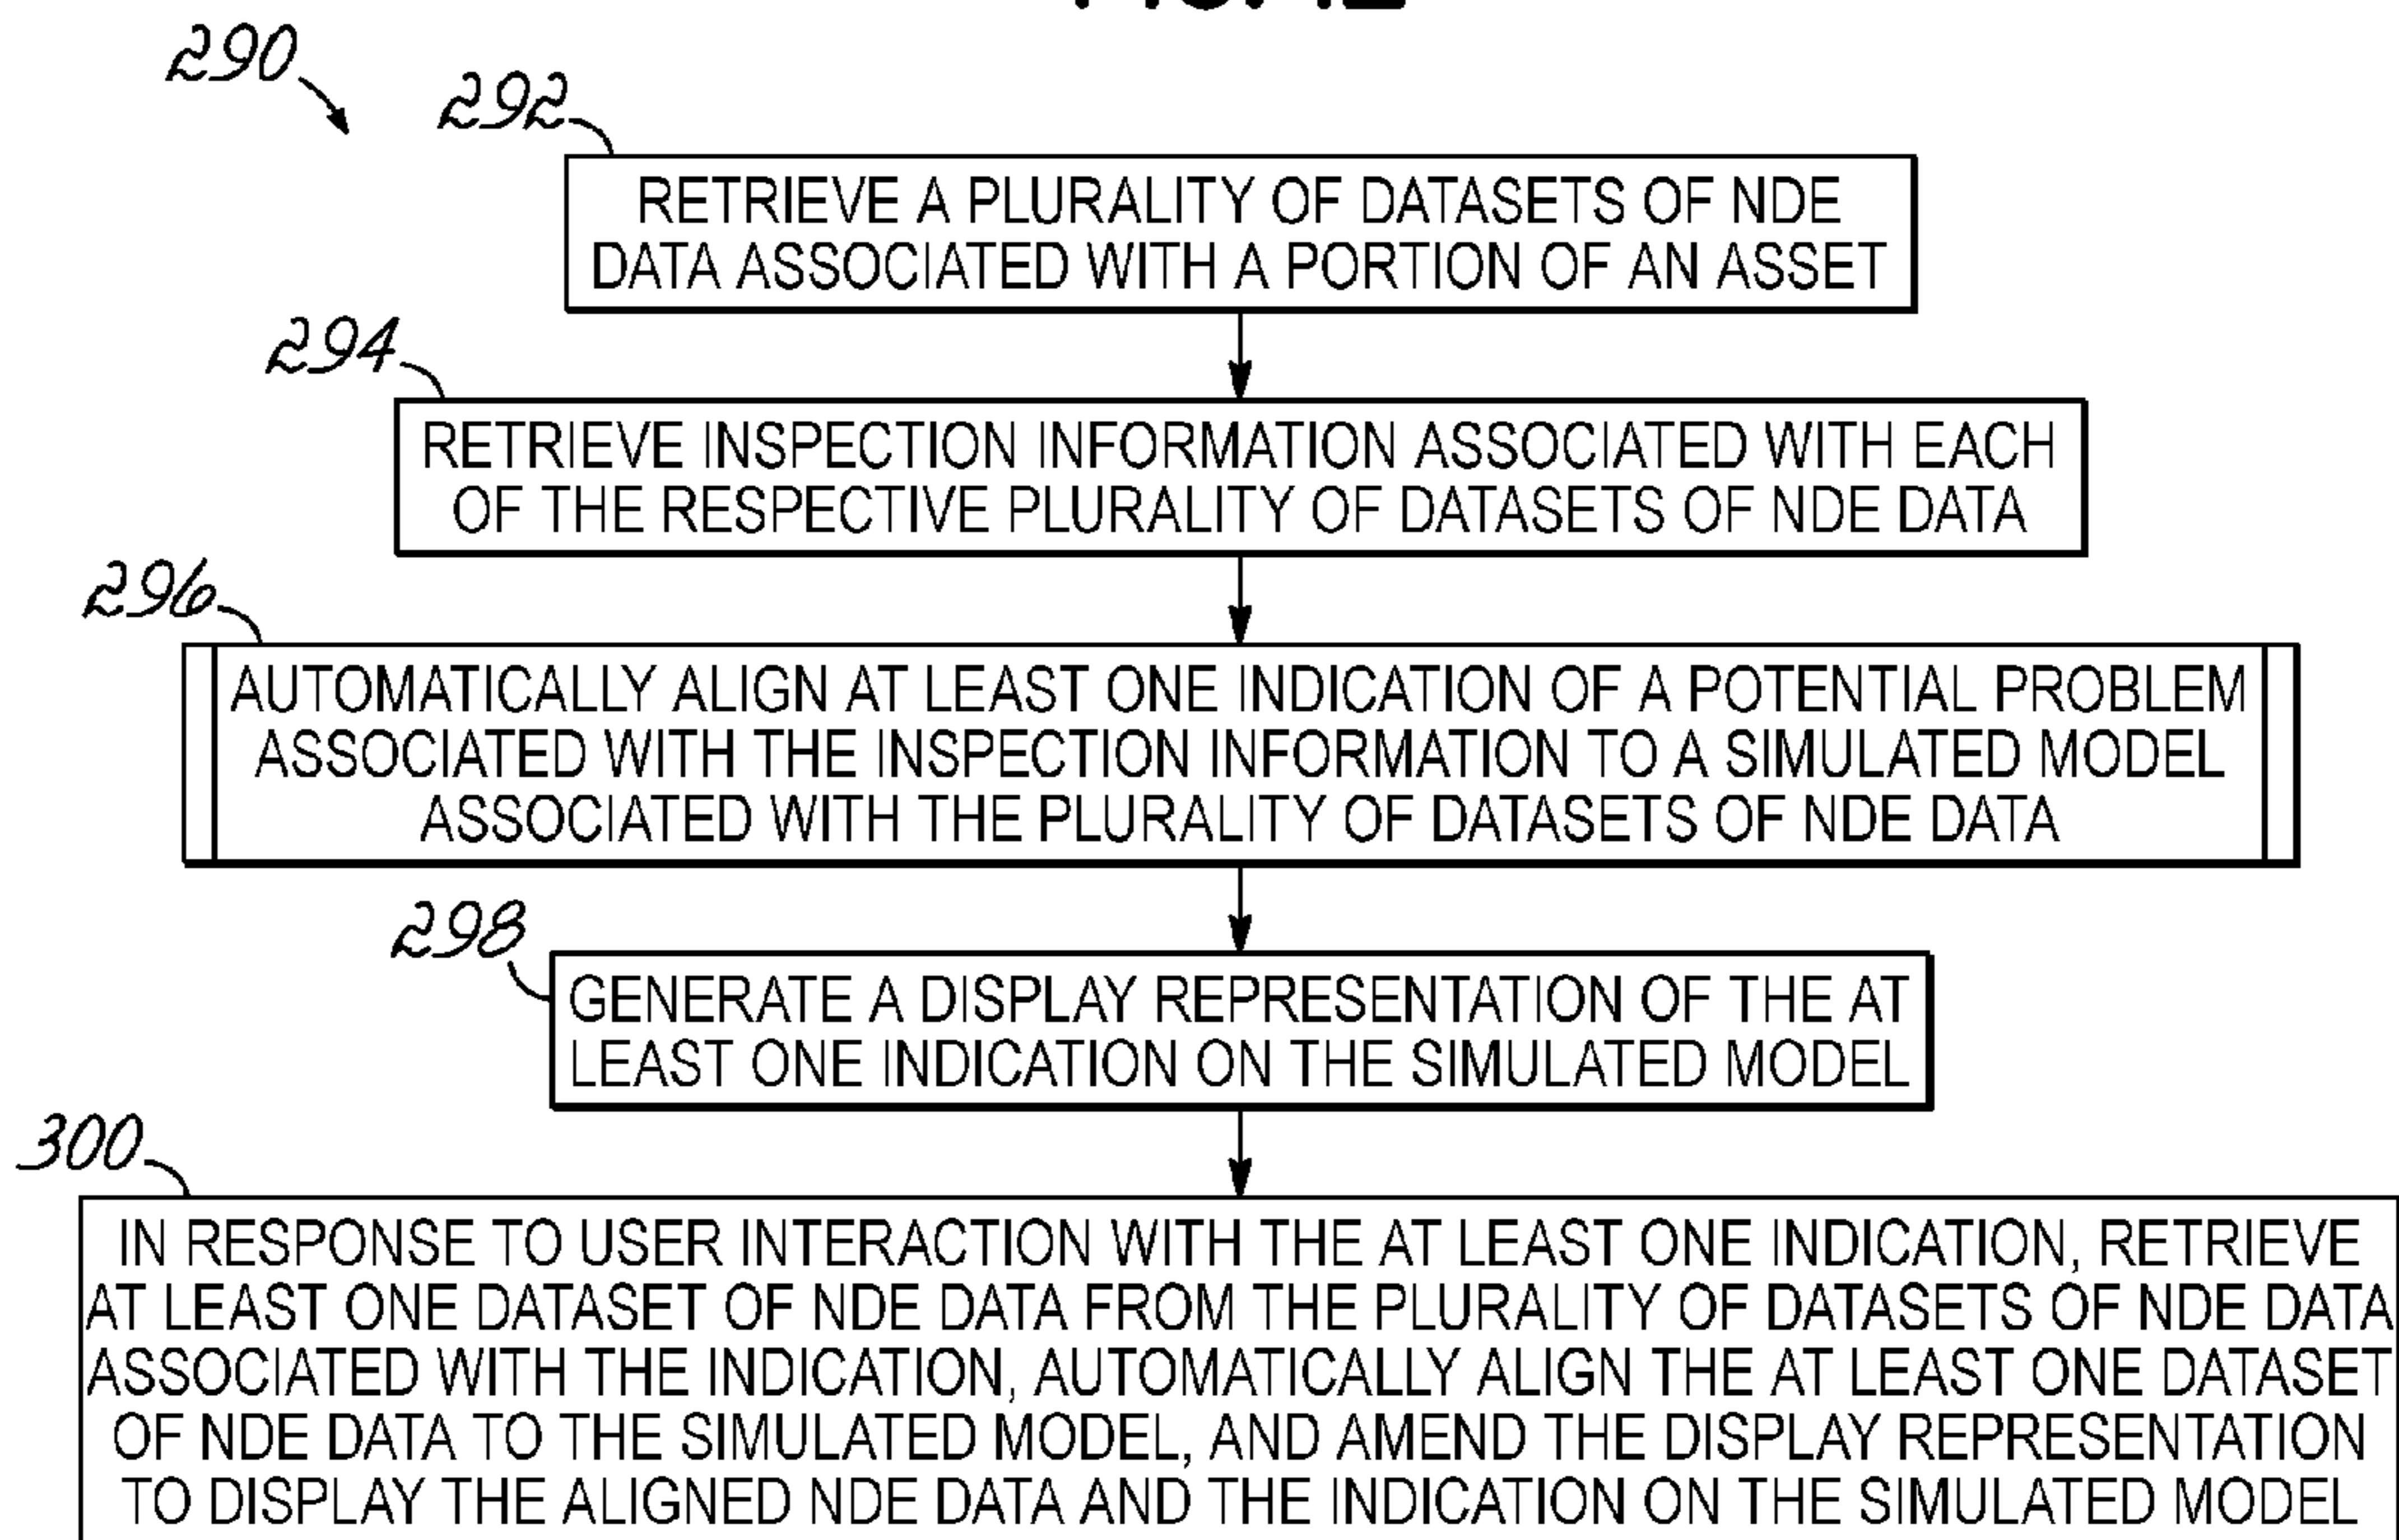 290
292
RETRIEVE A PLURALITY OF DATASETS OF NDE
DATA ASSOCIATED WITH A PORTION OF AN ASSET
294
RETRIEVE INSPECTION INFORMATION ASSOCIATED WITH EACH
OF THE RESPECTIVE PLURALITY OF DATASETS OF NDE DATA
296
AUTOMATICALLY ALIGN AT LEAST ONE INDICATION OF A POTENTIAL PROBLEM
ASSOCIATED WITH THE INSPECTION INFORMATION TO A SIMULATED MODEL
ASSOCIATED WITH THE PLURALITY OF DATASETS OF NDE DATA
298
GENERATE A DISPLAY REPRESENTATION OF THE AT
LEAST ONE INDICATION ON THE SIMULATED MODEL
300
IN RESPONSE TO USER INTERACTION WITH THE AT LEAST ONE INDICATION, RETRIEVE
AT LEAST ONE DATASET OF NDE DATA FROM THE PLURALITY OF DATASETS OF NDE DATA
ASSOCIATED WITH THE INDICATION, AUTOMATICALLY ALIGN THE AT LEAST ONE DATASET
OF NDE DATA TO THE SIMULATED MODEL, AND AMEND THE DISPLAY REPRESENTATION
TO DISPLAY THE ALIGNED NDE DATA AND THE INDICATION ON THE SIMULATED MODEL